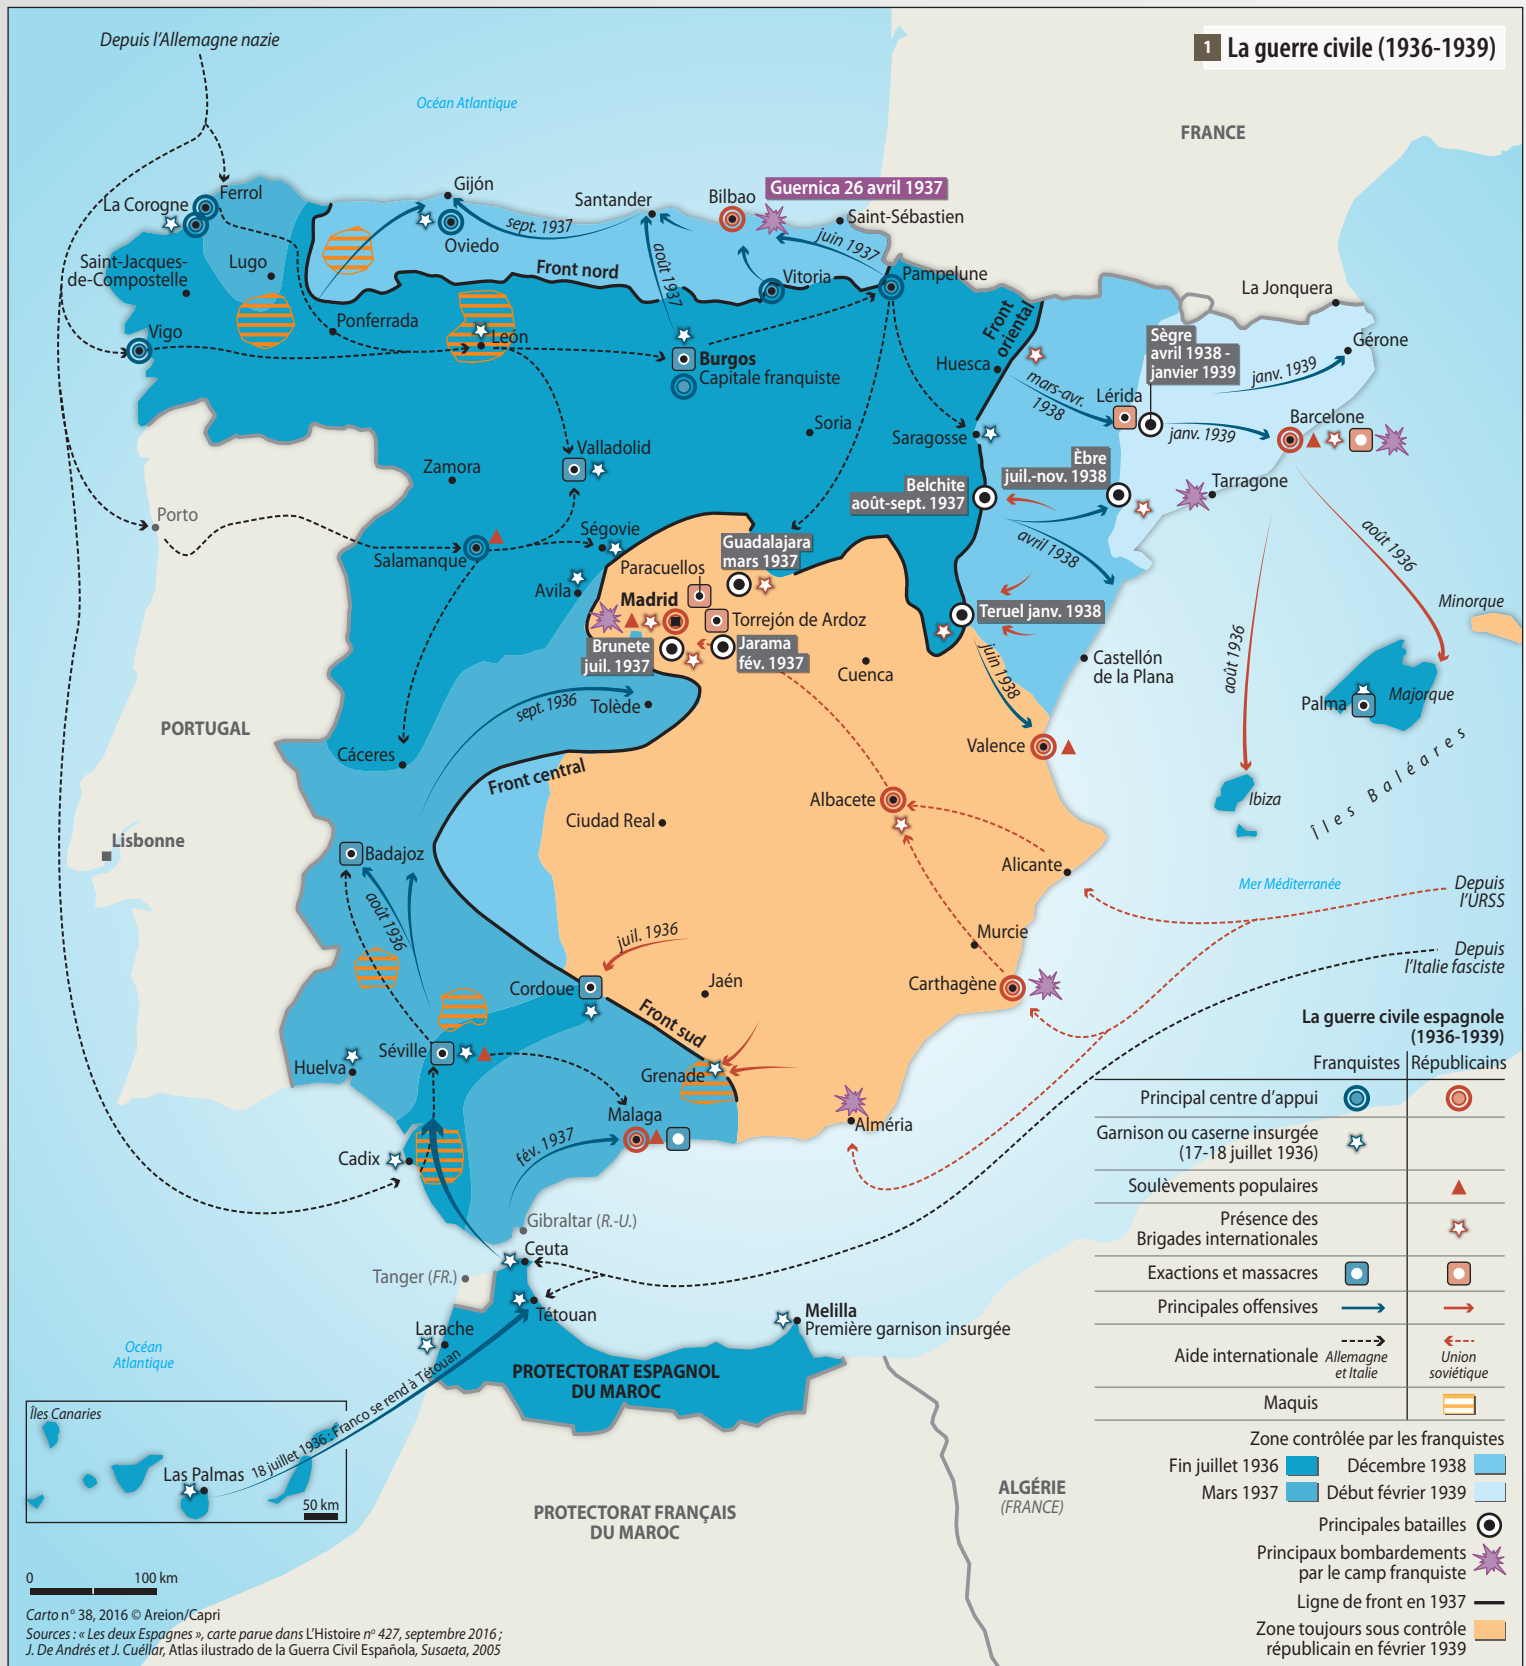 Depuis l'Allemagne nazie
1 La guerre civile (1936-1939)
Océan Atlantique
FRANCE
Ferrol
La Corogne
Gijón
Santander
Bilbao
Guernica 26 avril 1937
Saint-Sébastien
sept. 1937
Oviedo
juin 1937
août 1937
Saint-Jacques-
de-Compostelle
Lugo
Front nord
Vitoria
Pampelune
La Jonquera
Vigo
Ponferrada
León
Burgos
Capitale franquiste
Front
oriental
Huesca
Sègre
avril 1938 -
janvier 1939
Gérone
janv. 1939
mars-avr.
1938
Lérida
janv. 1939
Barcelone
Soria
Saragosse
Valladolid
Zamora
Èbre
juil.-nov. 1938
Belchite
août-sept. 1937
Tarragone
Porto
Salamanque
Ségovie
Guadalajara
mars 1937
avril 1938
août 1936
Paracuellos
Avila
Madrid
Torrejón de Ardoz
Teruel janv. 1938
Minorque
Brunete
juil. 1937
Jarama
fév. 1937
Cuenca
juin 1938
Castellón
de la Plana
août 1936
Palma
Majorque
sept. 1936
Tolède
PORTUGAL
Cáceres
Front central
Valence
Îles Baléares
Albacete
Ibiza
Ciudad Real
Lisbonne
Badajoz
Alicante
Mer Méditerranée
Depuis
l'URSS
août 1936
juil. 1936
Murcie
Depuis
l'Italie fasciste
Cordoue
Jaén
Carthagène
Front sud
Séville
Huelva
Grenade
Malaga
Alméria
fév. 1937
Cadix
Gibraltar (R.-U.)
Ceuta
Tanger (FR.)
Tétouan
Larache
Melilla
Première garnison insurgée
Océan
Atlantique
PROTECTORAT ESPAGNOL
DU MAROC
18 juillet 1936 : Franco se rend à Tétouan
Îles Canaries
Las Palmas
50 km
PROTECTORAT FRANÇAIS
DU MAROC
ALGÉRIE
(FRANCE)
La guerre civile espagnole
(1936-1939)
Franquistes Républicains
Principal centre d'appui
Garnison ou caserne insurgée
(17-18 juillet 1936)
Soulèvements populaires
Présence des
Brigades internationales
Exactions et massacres
Principales offensives
Aide internationale
Allemagne
et Italie
Union
soviétique
Maquis
Zone contrôlée par les franquistes
Fin juillet 1936 Décembre 1938
Mars 1937 Début février 1939
Principales batailles
Principaux bombardements
par le camp franquiste
Ligne de front en 1937
Zone toujours sous contrôle
républicain en février 1939
0 100 km
Carto n° 38, 2016 © Areion/Capri
Sources : « Les deux Espagnes », carte parue dans L'Histoire nº 427, septembre 2016 ;
J. De Andrés et J. Cuéllar, Atlas ilustrado de la Guerra Civil Española, Susaeta, 2005